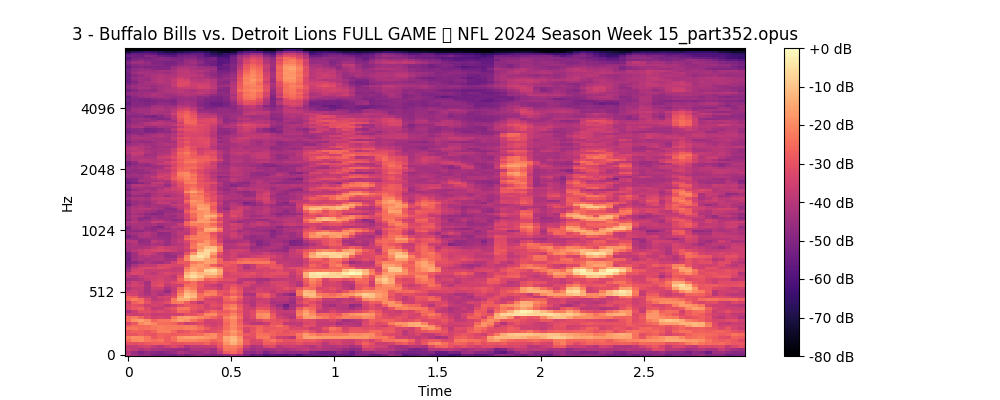 3 - Buffalo Bills vs. Detroit Lions FULL GAME ▯ NFL 2024 Season Week 15_part352.opus
+0 dB
4096
-10 dB
-20 dB
2048
-30 dB
Hz
1024
-40 dB
-50 dB
512
-60 dB
-70 dB
0
-80 dB
0 0.5 1 1.5 2 2.5
Time